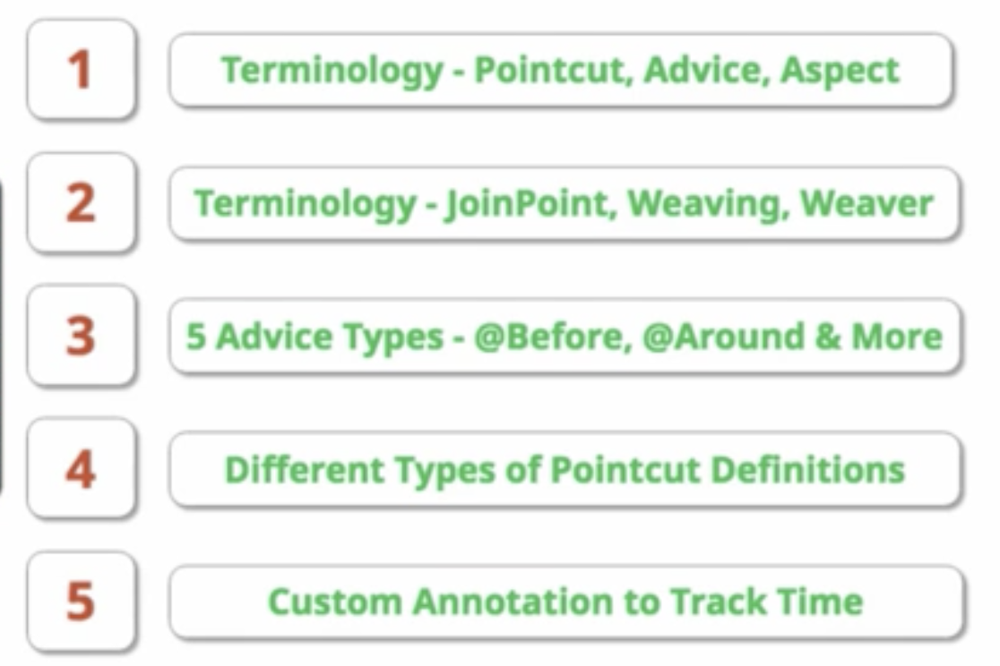 1 Terminology - Pointcut, Advice, Aspect
2 Terminology - JoinPoint, Weaving, Weaver
3 5 Advice Types - @Before, @Around & More
4 Different Types of Pointcut Definitions
5 Custom Annotation to Track Time